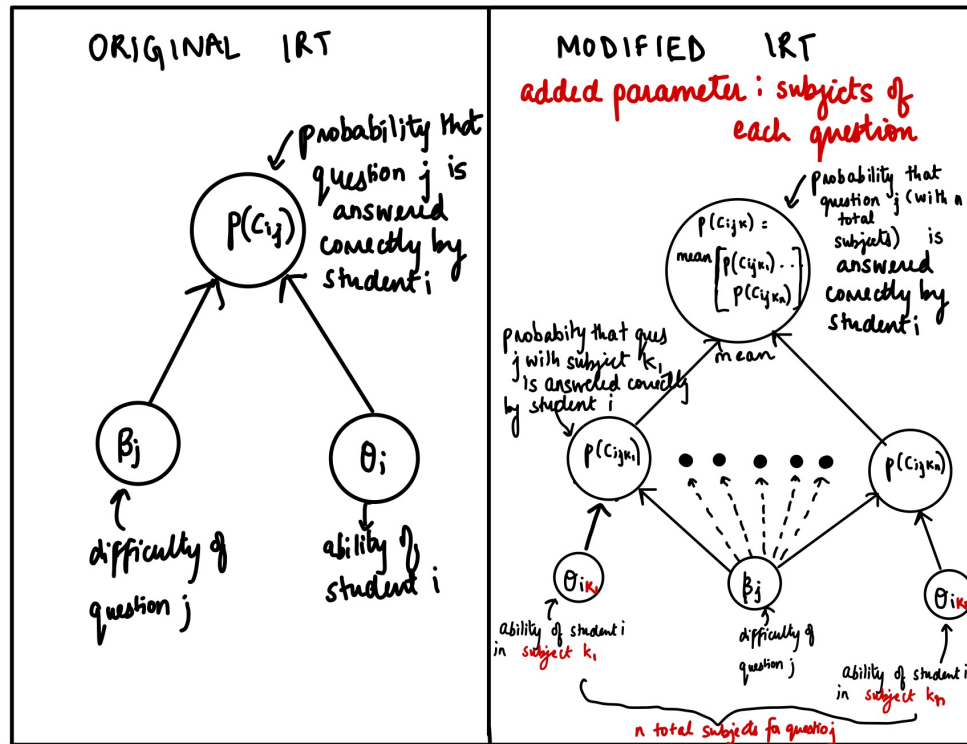 ORIGINAL IRT
probability that
question j is
answered
correctly by
student i
p(Cij)
βj
θi
difficulty of
question j
ability of
student i
MODIFIED IRT
added parameter : subjects of
each question
probability that
question j (with n
total
subjects) is
answered
correctly by
student i
p(Cijk) =
mean [p(Cijk1) ..
p(Cijkn)]
mean
probabity that ques
j with subject k1
is answered correctly
by student i
p(Cijk1)
p(Cijkn)
θik1
βj
θikn
ability of student i
in subject k1
difficulty of
question j
ability of student i
in subject kn
n total subjects for question j